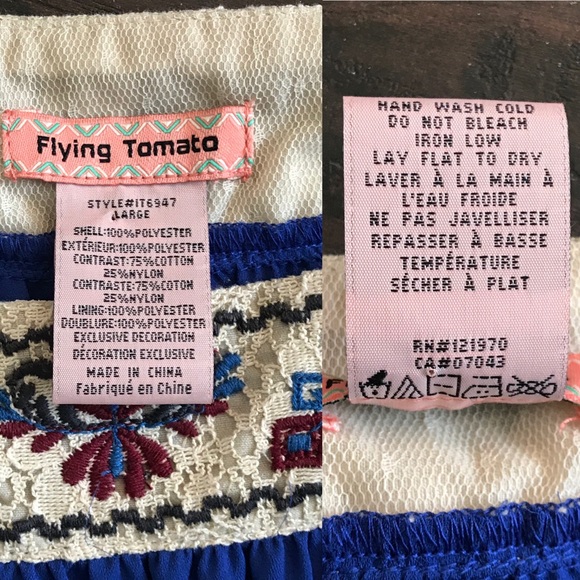 Flying Tomato
STYLE#IT6947
LARGE
SHELL:100%POLYESTER
EXTÉRIEUR:100%POLYESTER
CONTRAST:75%COTTON
25%NYLON
CONTRASTE:75%COTON
25%NYLON
LINING:100%POLYESTER
DOUBLURE:100%POLYESTER
EXCLUSIVE DECORATION
DÉCORATION EXCLUSIVE
MADE IN CHINA
Fabriqué en Chine
HAND WASH COLD
DO NOT BLEACH
IRON LOW
LAY FLAT TO DRY
LAVER À LA MAIN À
L'EAU FROIDE
NE PAS JAVELLISER
REPASSER À BASSE
TEMPÉRATURE
SÉCHER À PLAT
RN#121970
CA#07043